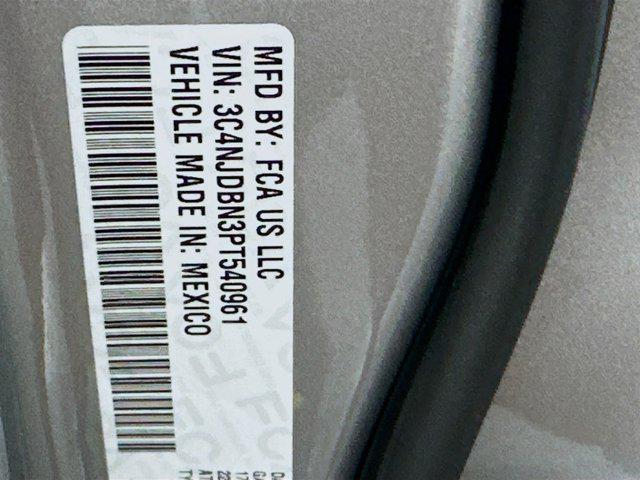 MFD BY: FCA US LLC
VIN: 3C4NJDBN3PT540961
VEHICLE MADE IN: MEXICO